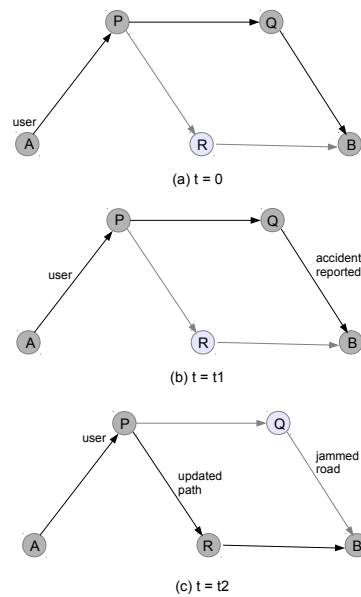 P
Q
user
A
R
B
(a) t = 0
P
Q
user
accident
reported
A
R
B
(b) t = t1
P
Q
user
updated
path
jammed
road
A
R
B
(c) t = t2